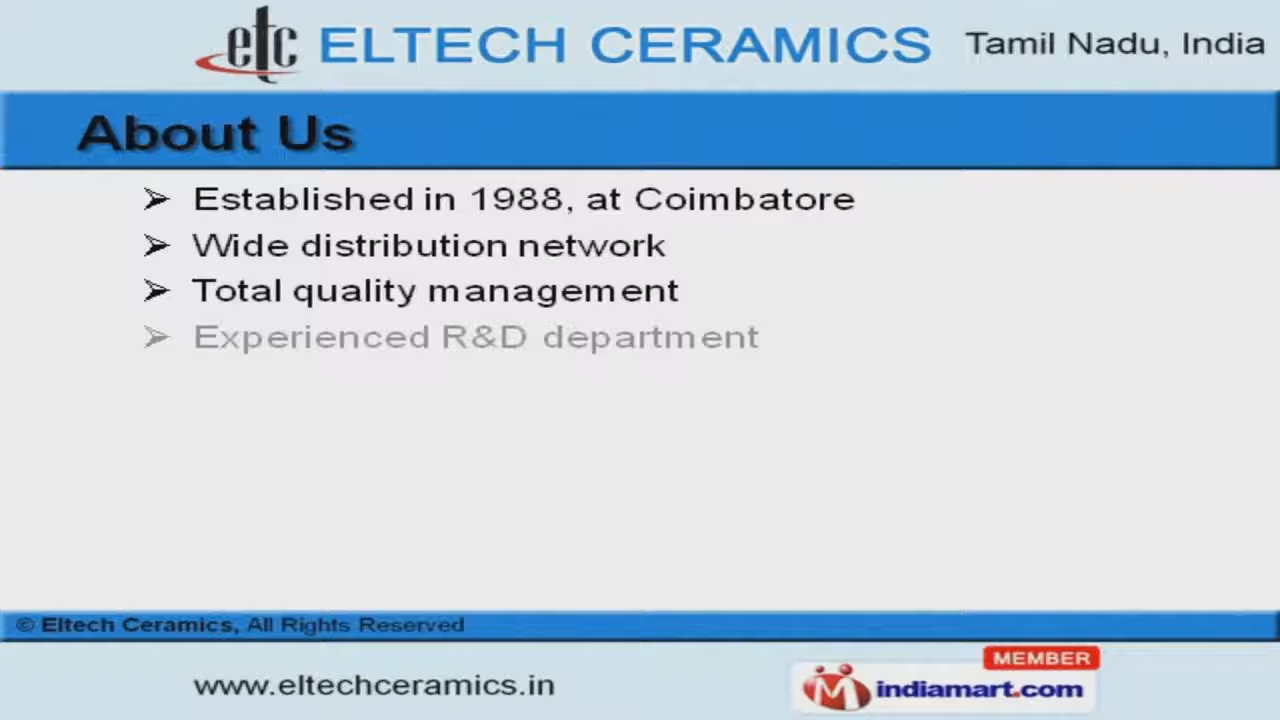 etc ELTECH CERAMICS Tamil Nadu, India
About Us
➢ Established in 1988, at Coimbatore
➢ Wide distribution network
➢ Total quality management
➢ Experienced R&D department
© Eltech Ceramics, All Rights Reserved
MEMBER
www.eltechceramics.in
M indiamart.com